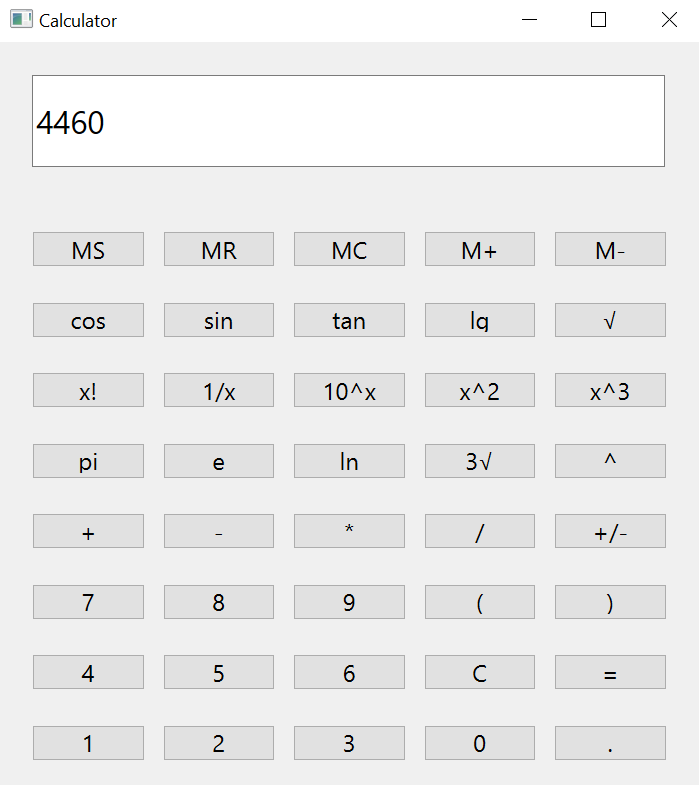 Calculator
4460
MS MR MC M+ M-
cos sin tan lg √
x! 1/x 10^x x^2 x^3
pi e ln 3√ ^
+ - * / +/-
7 8 9 ( )
4 5 6 C =
1 2 3 0 .